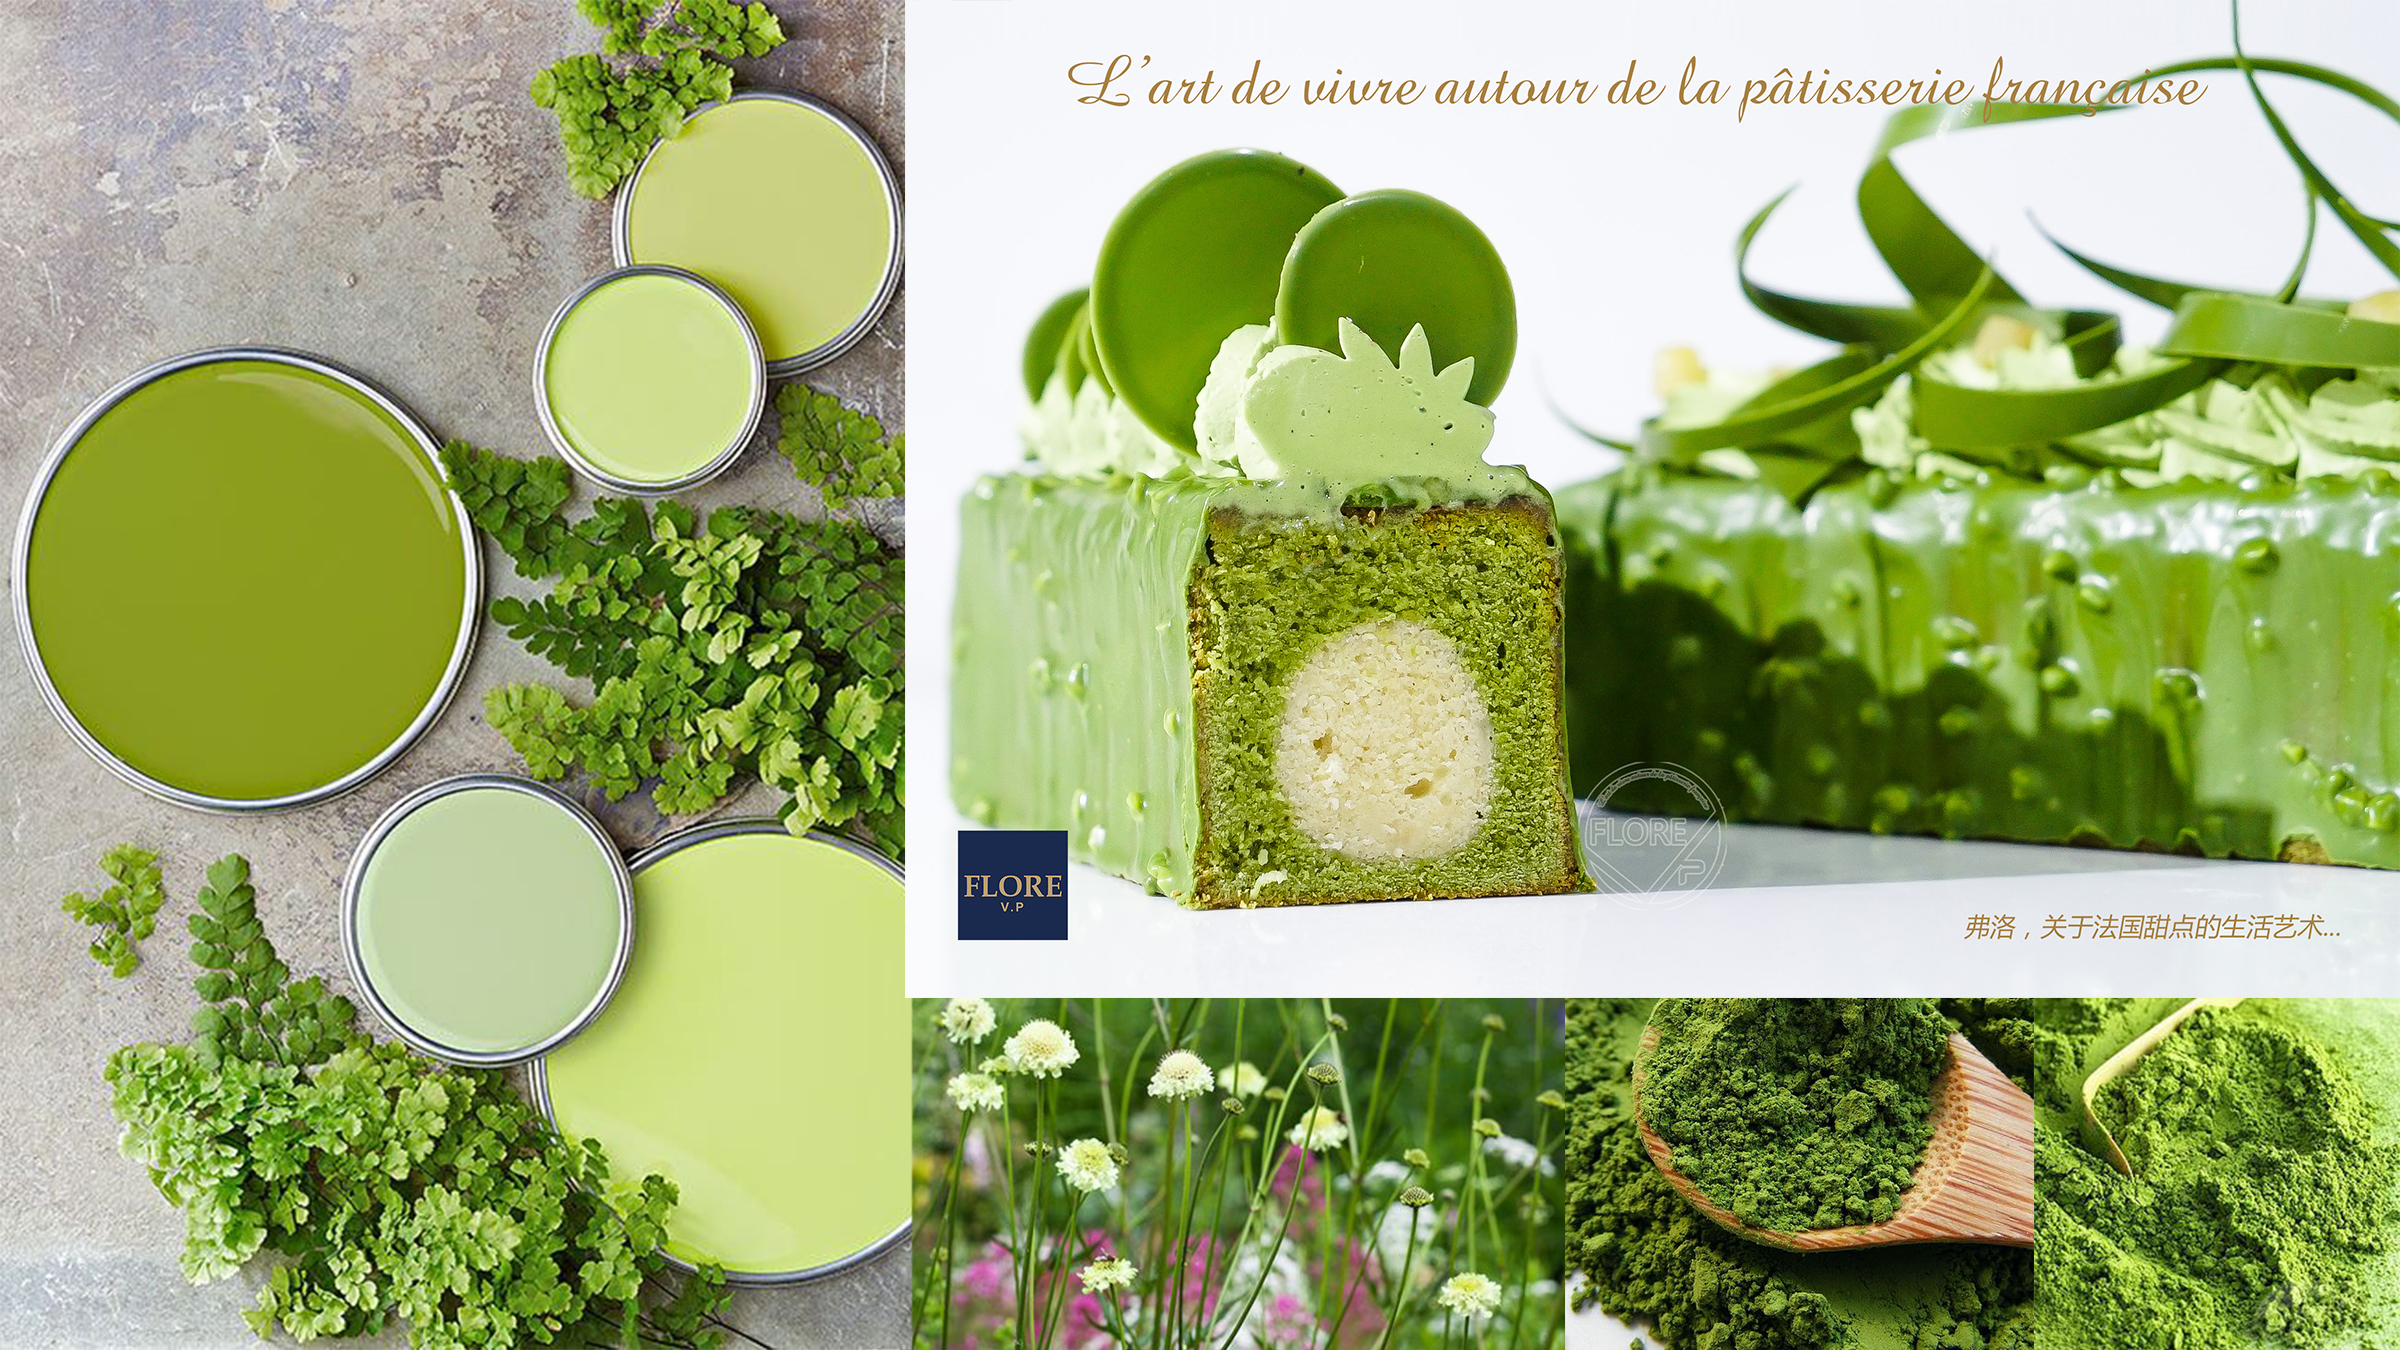 L'art de vivre autour de la pâtisserie française
FLORE
V.P
FLORE
VP
弗洛，关于法国甜点的生活艺术...